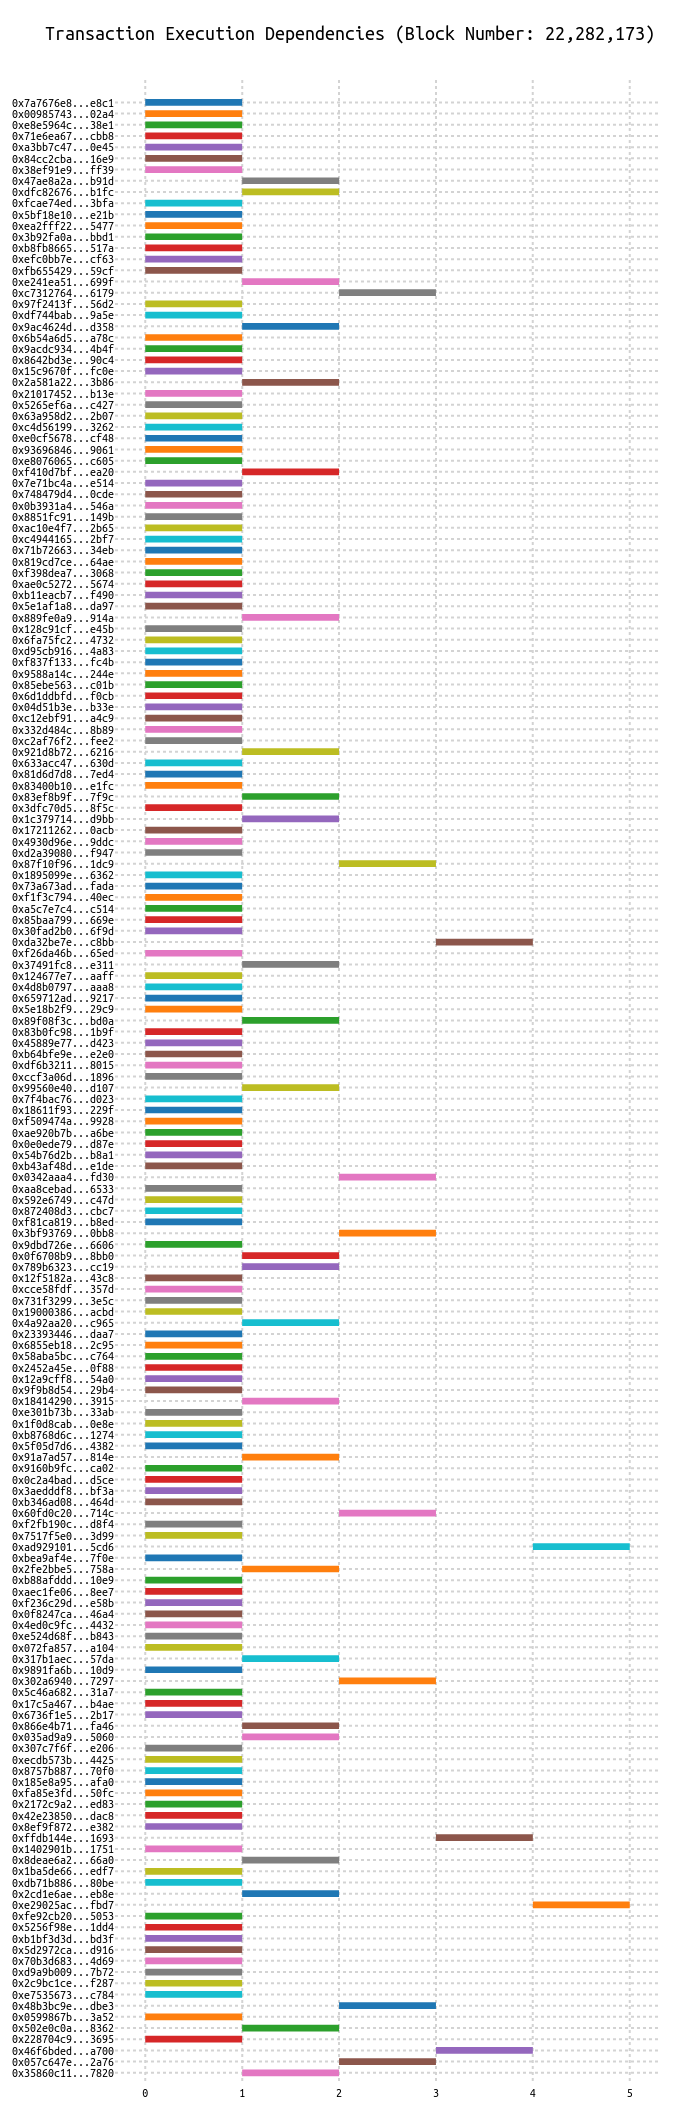 Transaction Execution Dependencies (Block Number: 22,282,173)
0x7a7676e8...e8c1
0x00985743...02a4
0xe8e5964c...38e1
0x71e6ea67...cbb8
0xa3bb7c47...0e45
0x84cc2cba...16e9
0x38ef91e9...ff39
0x47ae8a2a...b91d
0xdfc82676...b1fc
0xfcae74ed...3bfa
0x5bf18e10...e21b
0xea2fff22...5477
0x3b92fa0a...bbd1
0xb8fb8665...517a
0xefc0bb7e...cf63
0xfb655429...59cf
0xe241ea51...699f
0xc7312764...6179
0x97f2413f...56d2
0xdf744bab...9a5e
0x9ac4624d...d358
0x6b54a6d5...a78c
0x9acdc934...4b4f
0x8642bd3e...90c4
0x15c9670f...fc0e
0x2a581a22...3b86
0x21017452...b13e
0x5265ef6a...c427
0x63a958d2...2b07
0xc4d56199...3262
0xe0cf5678...cf48
0x93696846...9061
0xe8076065...c605
0xf410d7bf...ea20
0x7e71bc4a...e514
0x748479d4...0cde
0x0b3931a4...546a
0x8851fc91...149b
0xac10e4f7...2b65
0xc4944165...2bf7
0x71b72663...34eb
0x819cd7ce...64ae
0xf398dea7...3068
0xae0c5272...5674
0xb11eacb7...f490
0x5e1af1a8...da97
0x889fe0a9...914a
0x128c91cf...e45b
0x6fa75fc2...4732
0xd95cb916...4a83
0xf837f133...fc4b
0x9588a14c...244e
0x85ebe563...c01b
0x6d1ddbfd...f0cb
0x04d51b3e...b33e
0xc12ebf91...a4c9
0x332d484c...8b89
0xc2af76f2...fee2
0x921d8b72...6216
0x633acc47...630d
0x81d6d7d8...7ed4
0x83400b10...e1fc
0x83ef8b9f...7f9c
0x3dfc70d5...8f5c
0x1c379714...d9bb
0x17211262...0acb
0x4930d96e...9ddc
0xd2a39080...f947
0x87f10f96...1dc9
0x1895099e...6362
0x73a673ad...fada
0xf1f3c794...40ec
0xa5c7e7c4...c514
0x85baa799...669e
0x30fad2b0...6f9d
0xda32be7e...c8bb
0xf26da46b...65ed
0x37491fc8...e311
0x124677e7...aaff
0x4d8b0797...aaa8
0x659712ad...9217
0x5e18b2f9...29c9
0x89f08f3c...bd0a
0x83b0fc98...1b9f
0x45889e77...d423
0xb64bfe9e...e2e0
0xdf6b3211...8015
0xccf3a06d...1896
0x99560e40...d107
0x7f4bac76...d023
0x18611f93...229f
0xf509474a...9928
0xae920b7b...a6be
0x0e0ede79...d87e
0x54b76d2b...b8a1
0xb43af48d...e1de
0x0342aaa4...fd30
0xaa8cebad...6533
0x592e6749...c47d
0x872408d3...cbc7
0xf81ca819...b8ed
0x3bf93769...0bb8
0x9dbd726e...6606
0x0f6708b9...8bb0
0x789b6323...cc19
0x12f5182a...43c8
0xcce58fdf...357d
0x731f3299...3e5c
0x19000386...acbd
0x4a92aa20...c965
0x23393446...daa7
0x6855eb18...2c95
0x58aba5bc...c764
0x2452a45e...0f88
0x12a9cff8...54a0
0x9f9b8d54...29b4
0x18414290...3915
0xe301b73b...33ab
0x1f0d8cab...0e8e
0xb8768d6c...1274
0x5f05d7d6...4382
0x91a7ad57...814e
0x9160b9fc...ca02
0x0c2a4bad...d5ce
0x3aedddf8...bf3a
0xb346ad08...464d
0x60fd0c20...714c
0xf2fb190c...d8f4
0x7517f5e0...3d99
0xad929101...5cd6
0xbea9af4e...7f0e
0x2fe2bbe5...758a
0xb88afddd...10e9
0xaec1fe06...8ee7
0xf236c29d...e58b
0x0f8247ca...46a4
0x4ed0c9fc...4432
0xe524d68f...b843
0x072fa857...a104
0x317b1aec...57da
0x9891fa6b...10d9
0x302a6940...7297
0x5c46a682...31a7
0x17c5a467...b4ae
0x6736f1e5...2b17
0x866e4b71...fa46
0x035ad9a9...5060
0x307c7f6f...e206
0xecdb573b...4425
0x8757b887...70f0
0x185e8a95...afa0
0xfa85e3fd...50fc
0x2172c9a2...ed83
0x42e23850...dac8
0x8ef9f872...e382
0xffdb144e...1693
0x1402901b...1751
0x8deae6a2...66a0
0x1ba5de66...edf7
0xdb71b886...80be
0x2cd1e6ae...eb8e
0xe29025ac...fbd7
0xfe92cb20...5053
0x5256f98e...1dd4
0xb1bf3d3d...bd3f
0x5d2972ca...d916
0x70b3d683...4d69
0xd9a9b009...7b72
0x2c9bc1ce...f287
0xe7535673...c784
0x48b3bc9e...dbe3
0x0599867b...3a52
0x502e0c0a...8362
0x228704c9...3695
0x46f6bded...a700
0x057c647e...2a76
0x35860c11...7820
0 1 2 3 4 5